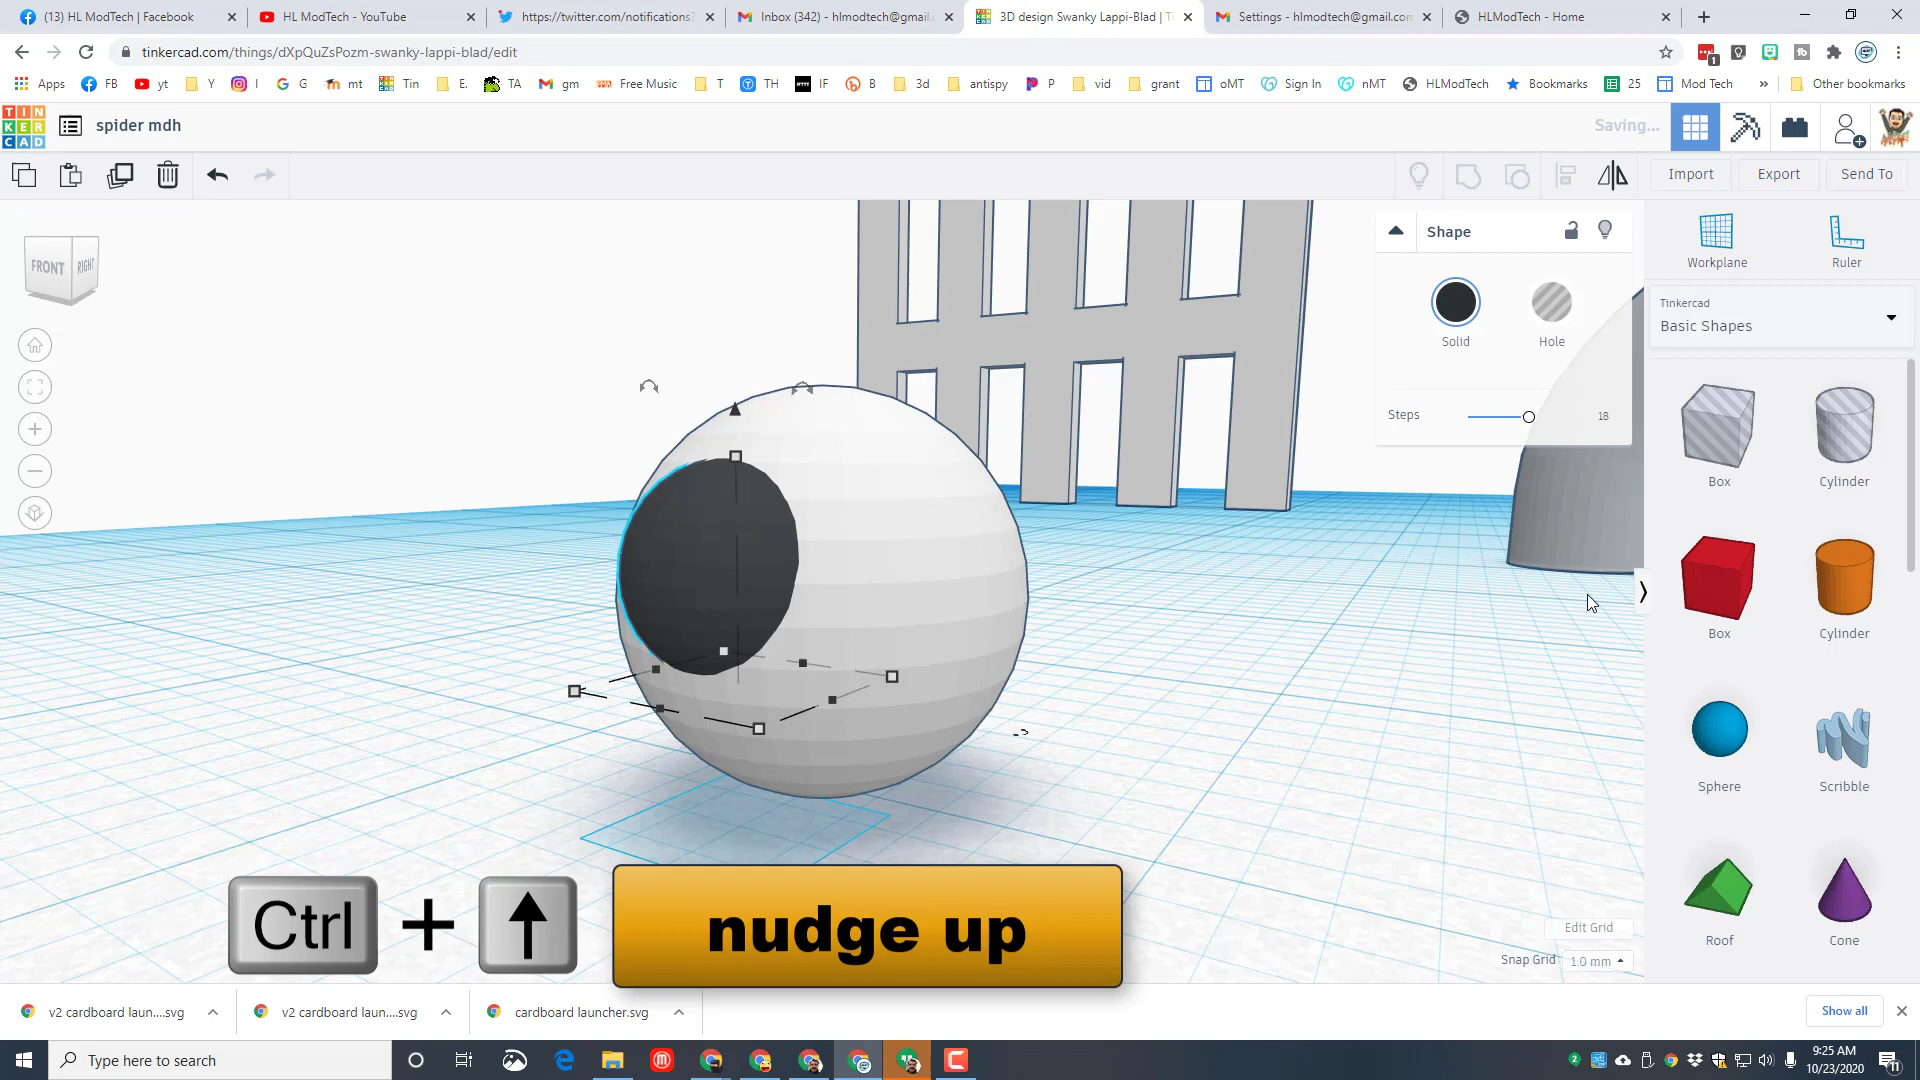 (13) HL ModTech | Facebook
HL ModTech - YouTube
https://twitter.com/notifications?
Inbox (342) - hlmodtech@gmail.c
3D design Swanky Lappi-Blad | T
Settings - hlmodtech@gmail.com
HLModTech - Home
tinkercad.com/things/dXpQuZsPozm-swanky-lappi-blad/edit
1
Apps FB yt Y I G mt Tin E. TA gm Free Music T TH IF B 3d antispy P vid grant oMT Sign In nMT HLModTech Bookmarks 25 Mod Tech » Other bookmarks
TINKERCAD
spider mdh
Saving...
Import Export Send To
FRONT RIGHT
Shape
Solid
Hole
Steps 18
Workplane
Ruler
Tinkercad
Basic Shapes
Box
Cylinder
Box
Cylinder
Sphere
Scribble
Roof
Cone
Ctrl + ↑
nudge up
Edit Grid
Snap Grid 1.0 mm
v2 cardboard laun....svg
v2 cardboard laun....svg
cardboard launcher.svg
Show all
Type here to search
2
9:25 AM
10/23/2020
11